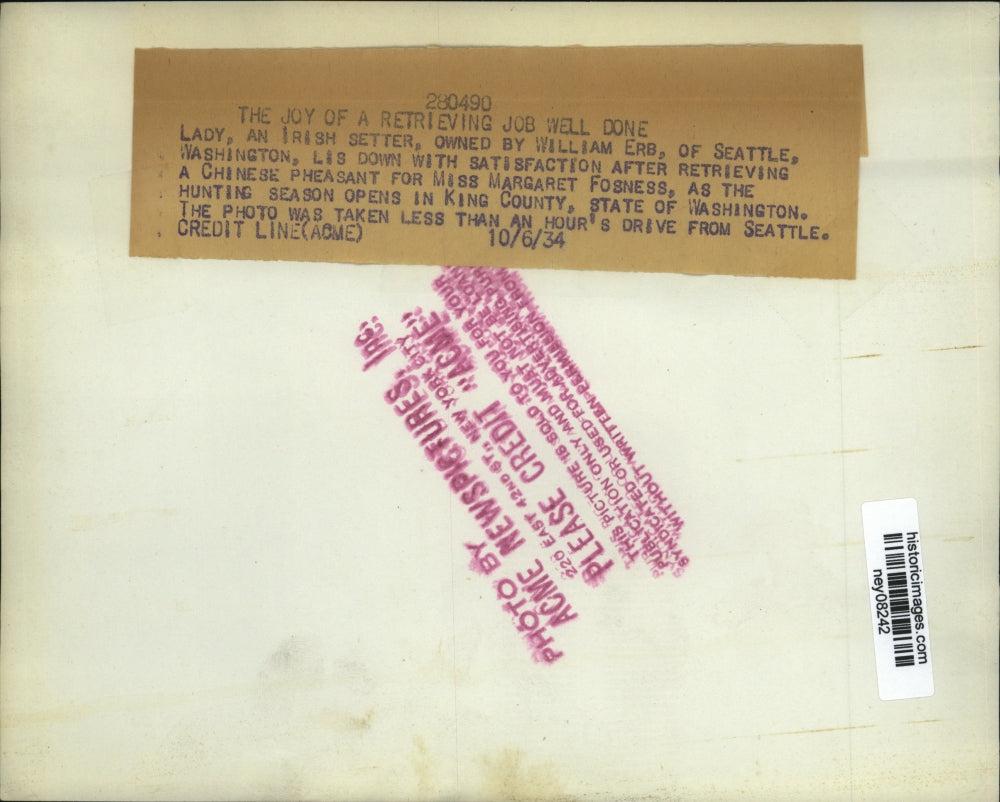 280490
THE JOY OF A RETRIEVING JOB WELL DONE
LADY, AN IRISH SETTER, OWNED BY WILLIAM ERB, OF SEATTLE,
WASHINGTON, LIS DOWN WITH SATISFACTION AFTER RETRIEVING
A CHINESE PHEASANT FOR MISS MARGARET FOSNESS, AS THE
HUNTING SEASON OPENS IN KING COUNTY, STATE OF WASHINGTON.
THE PHOTO WAS TAKEN LESS THAN AN HOUR'S DRIVE FROM SEATTLE.
CREDIT LINE(ACME) 10/6/34
PHOTO BY
ACME NEWSPICTURES, Inc.
220 EAST 42ND ST., NEW YORK CITY
PLEASE CREDIT "ACME"
THIS PICTURE IS SOLD TO YOU FOR YOUR
PUBLICATION ONLY AND MUST NOT BE
SYNDICATED OR USED FOR ADVERTISING
WITHOUT WRITTEN PERMISSION FROM
historicimages.com
ney08242